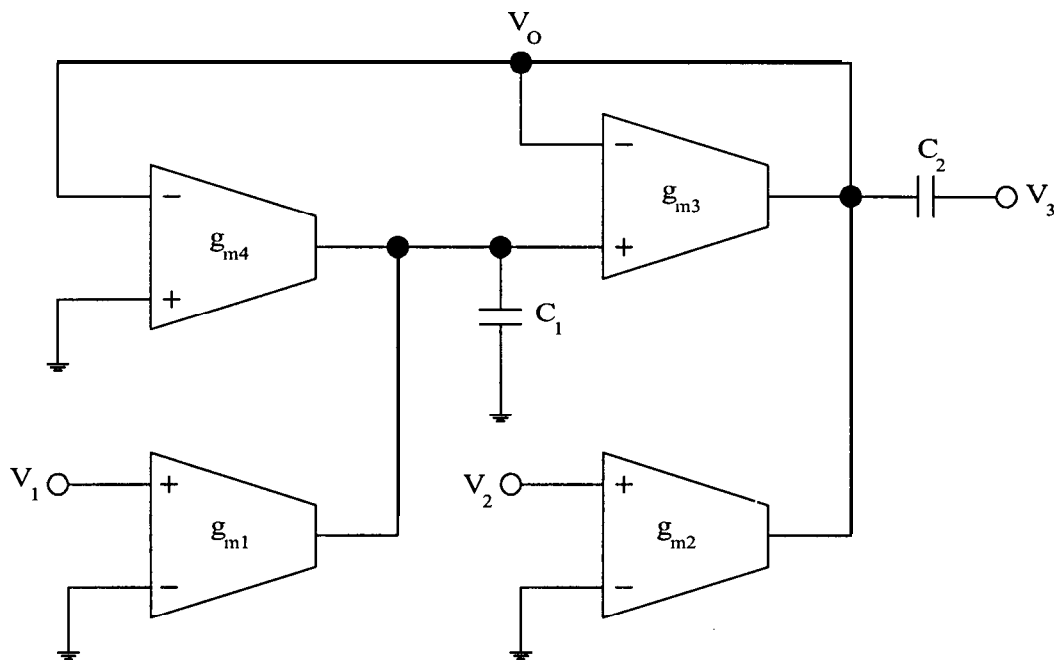 V_O
−
g_m4
+
−
g_m3
+
C_2
V_3
C_1
V_1
+
g_m1
−
V_2
+
g_m2
−